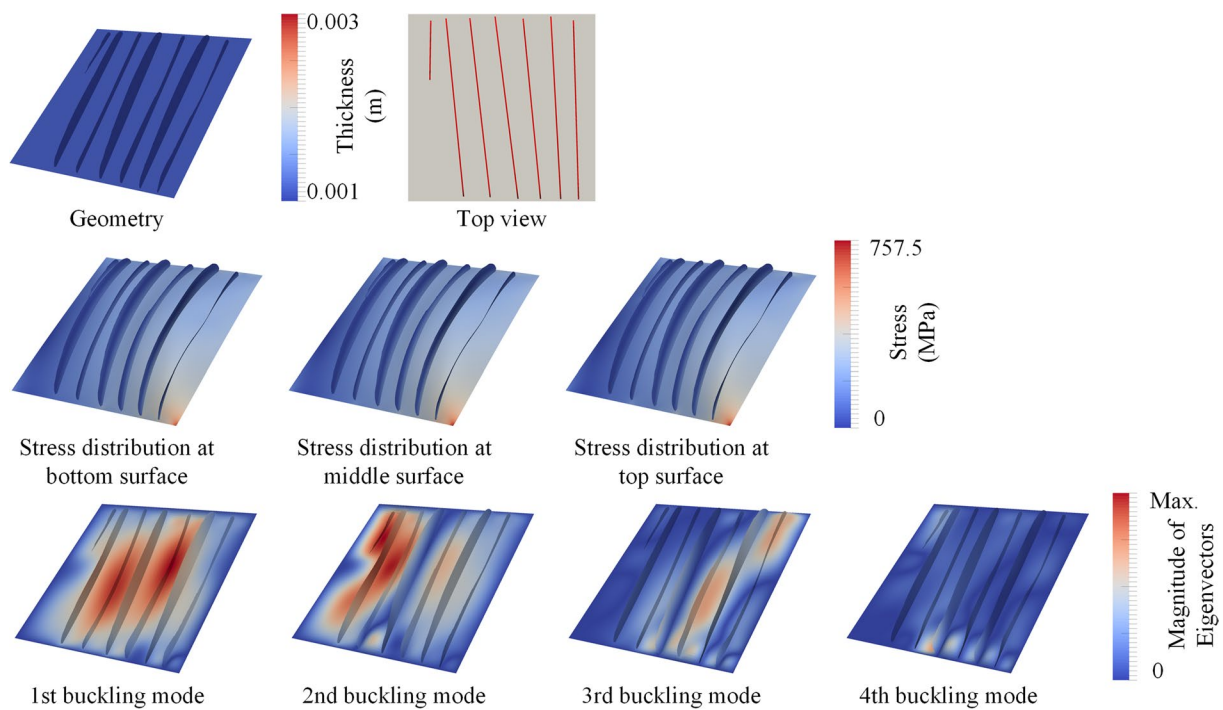 0.003
Thickness
(m)
0.001
Geometry
Top view
757.5
Stress
(MPa)
0
Stress distribution at
bottom surface
Stress distribution at
middle surface
Stress distribution at
top surface
Max.
Magnitude of
Eigenvectors
0
1st buckling mode
2nd buckling mode
3rd buckling mode
4th buckling mode